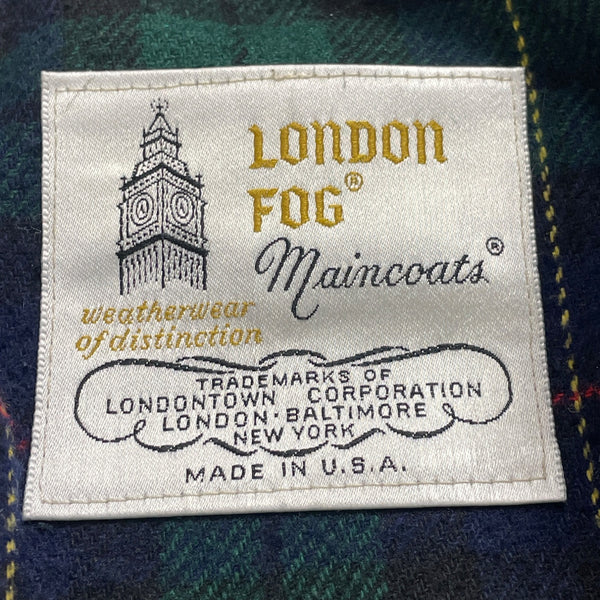 LONDON
FOG®
Maincoats®
weatherwear
of distinction
TRADEMARKS OF
LONDONTOWN CORPORATION
LONDON·BALTIMORE
NEW YORK
MADE IN U.S.A.